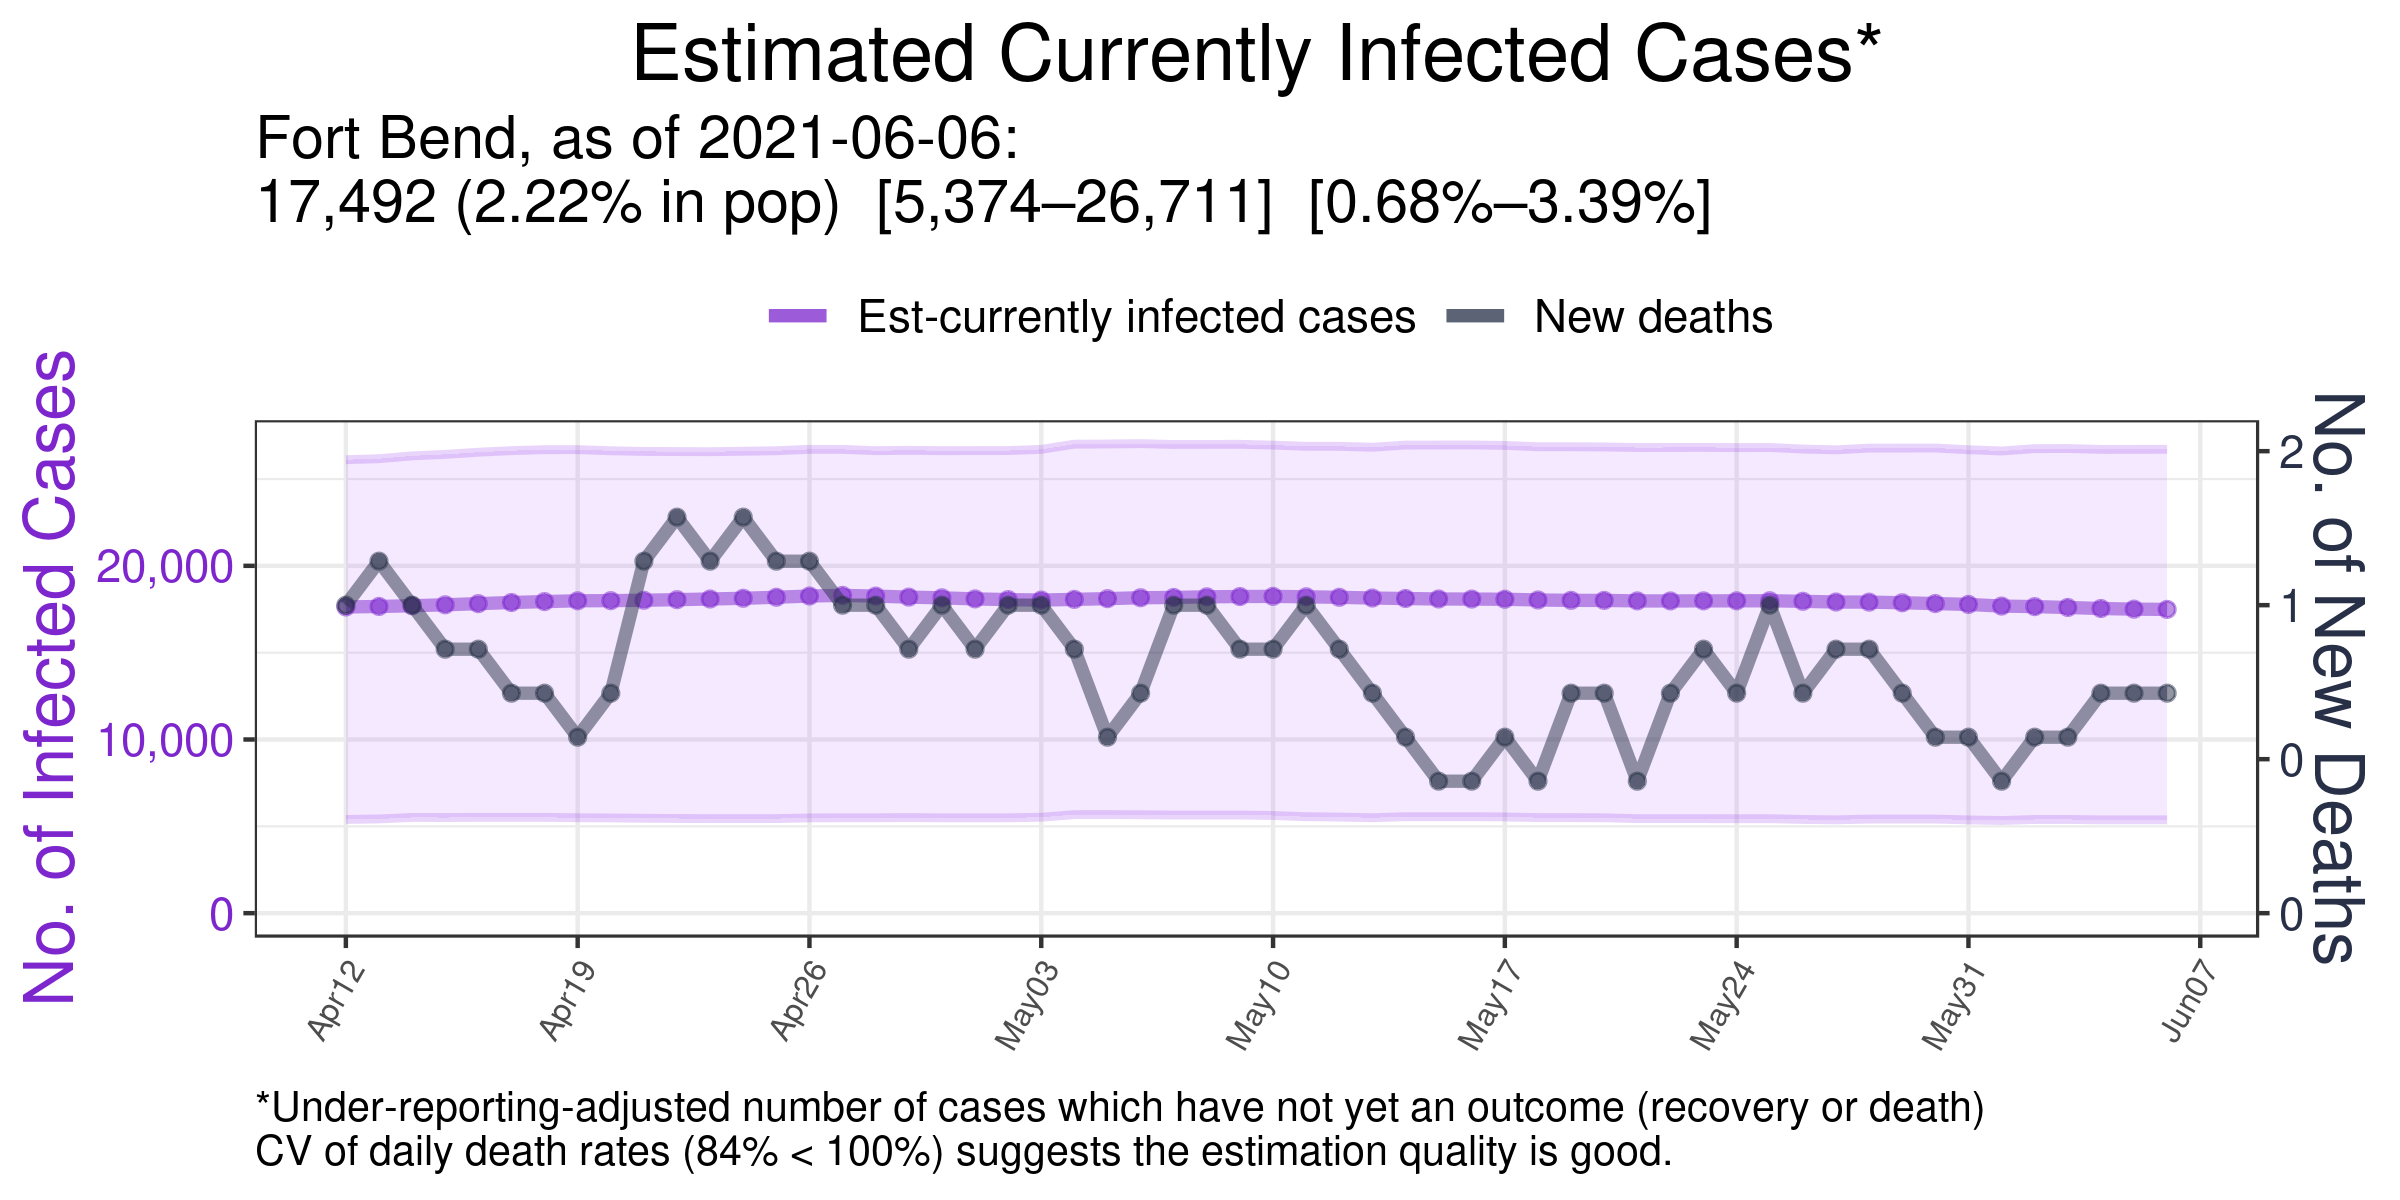 Estimated Currently Infected Cases*
Fort Bend, as of 2021-06-06:
17,492 (2.22% in pop) [5,374–26,711] [0.68%–3.39%]
Est-currently infected cases New deaths
No. of Infected Cases
20,000
10,000
0
2
1
0
0
No. of New Deaths
Apr12 Apr19 Apr26 May03 May10 May17 May24 May31 Jun07
*Under-reporting-adjusted number of cases which have not yet an outcome (recovery or death)
CV of daily death rates (84% < 100%) suggests the estimation quality is good.